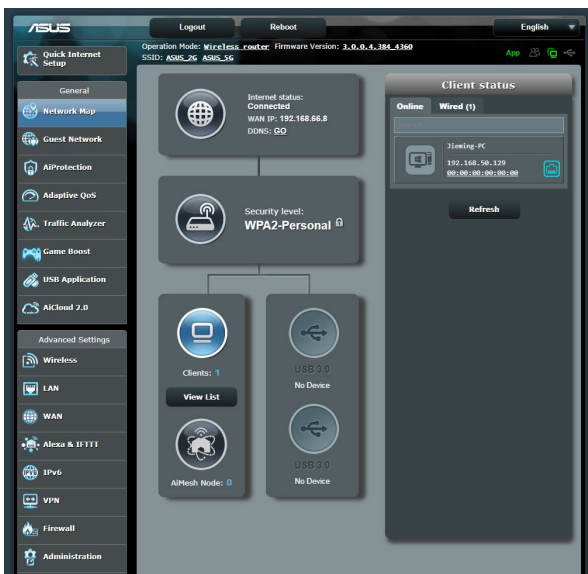 ASUS
Logout
Reboot
English
Operation Mode: Wireless router Firmware Version: 3.0.0.4.384_4360
SSID: ASUS_2G ASUS_5G
App
Quick Internet
Setup
General
Network Map
Guest Network
AiProtection
Adaptive QoS
Traffic Analyzer
Game Boost
USB Application
AiCloud 2.0
Advanced Settings
Wireless
LAN
WAN
Alexa & IFTTT
IPv6
VPN
Firewall
Administration
Internet status:
Connected
WAN IP: 192.168.66.8
DDNS: GO
Security level:
WPA2-Personal
Clients: 1
View List
AiMesh Node: 0
USB 3.0
No Device
USB 3.0
No Device
Client status
Online
Wired (1)
Jieming-PC
192.168.50.129
00:00:00:00:00:00
Refresh